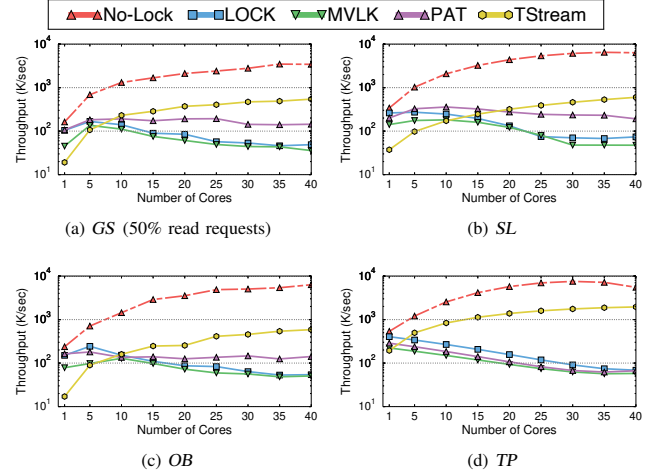 No-Lock LOCK MVLK PAT TStream
Throughput (K/sec)
10^4
10^3
10^2
10^1
1 5 10 15 20 25 30 35 40
Number of Cores
(a) GS (50% read requests)
Throughput (K/sec)
10^4
10^3
10^2
10^1
1 5 10 15 20 25 30 35 40
Number of Cores
(b) SL
Throughput (K/sec)
10^4
10^3
10^2
10^1
1 5 10 15 20 25 30 35 40
Number of Cores
(c) OB
Throughput (K/sec)
10^4
10^3
10^2
10^1
1 5 10 15 20 25 30 35 40
Number of Cores
(d) TP